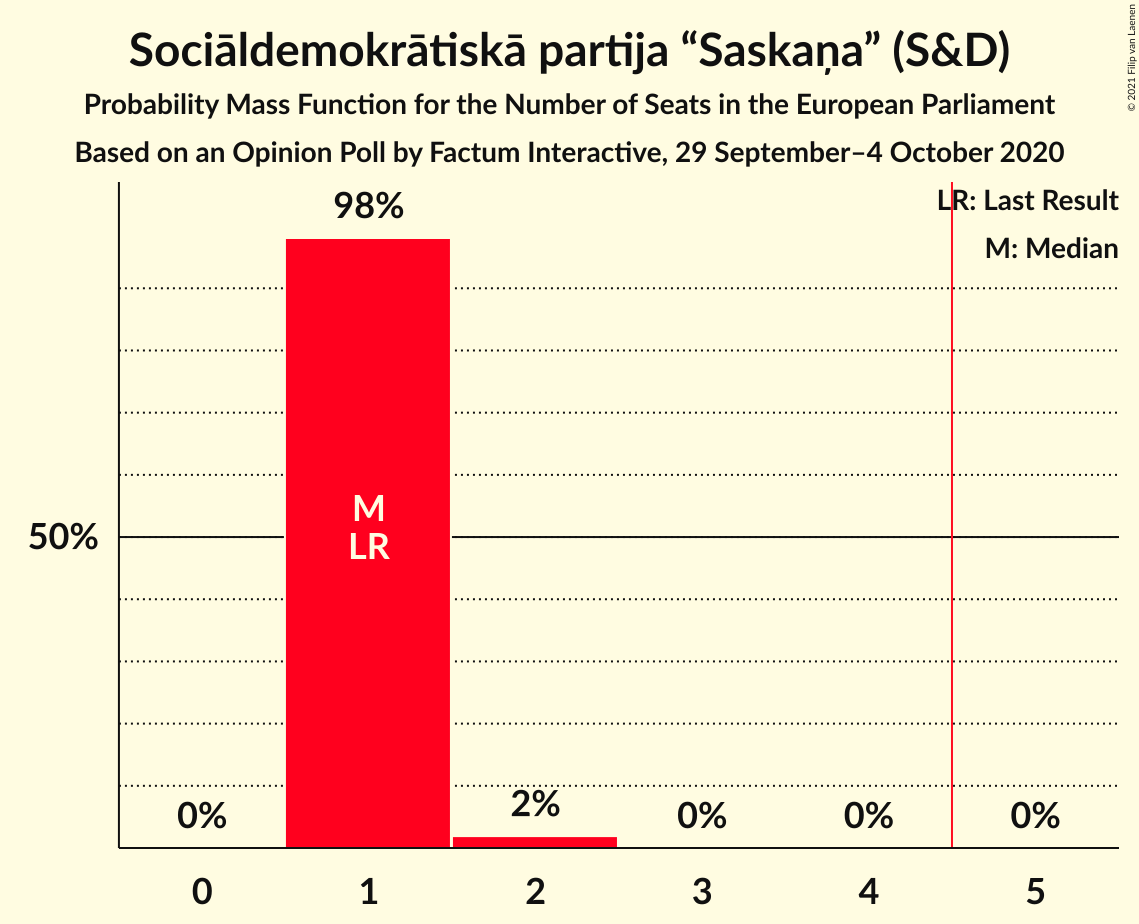 Sociāldemokrātiskā partija “Saskaņa” (S&D)
Probability Mass Function for the Number of Seats in the European Parliament
Based on an Opinion Poll by Factum Interactive, 29 September–4 October 2020
© 2021 Filip van Laenen
LR: Last Result
M: Median
98%
M
LR
50%
0%
2%
0%
0%
0%
0
1
2
3
4
5